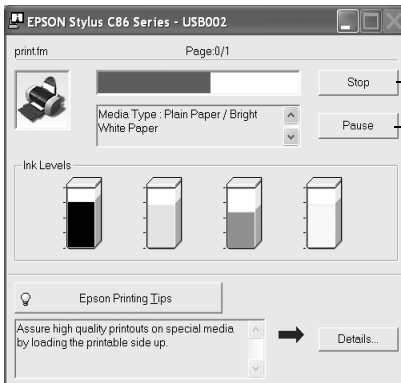 EPSON Stylus C86 Series - USB002
print.fm Page:0/1
Stop
Media Type : Plain Paper / Bright
White Paper
Pause
Ink Levels
Epson Printing Tips
Assure high quality printouts on special media
by loading the printable side up.
Details...